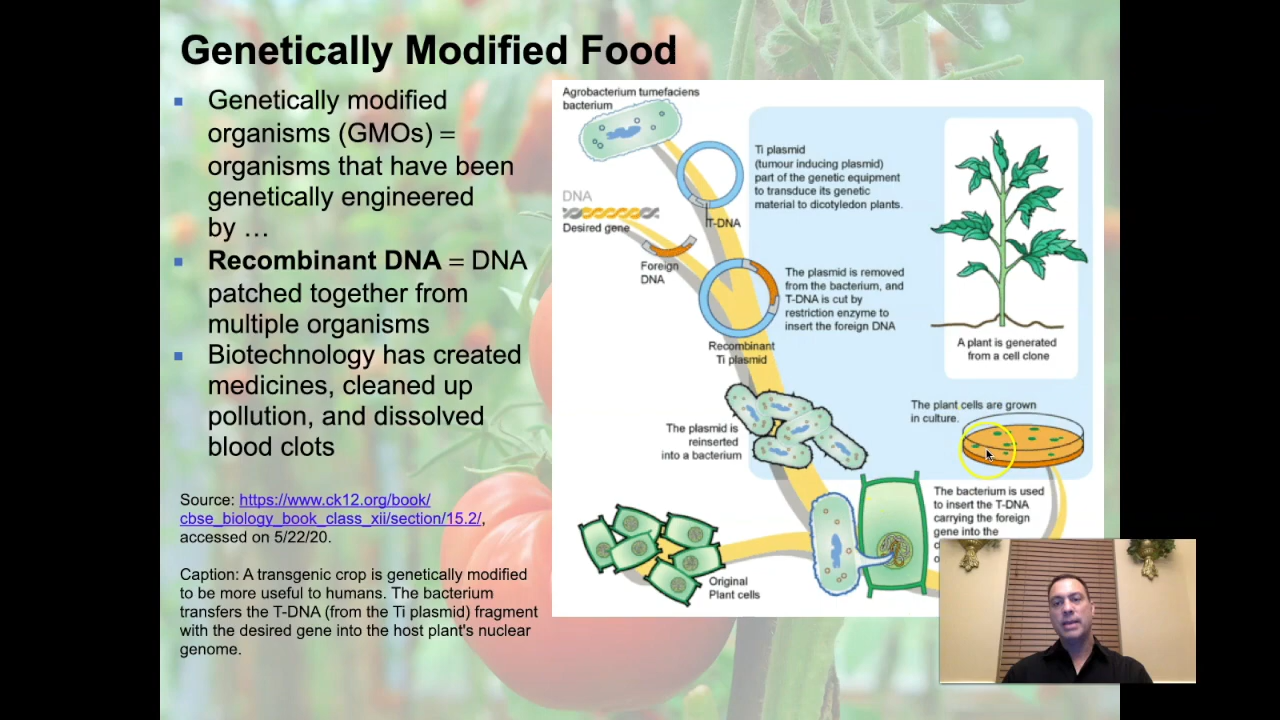 Genetically Modified Food
Genetically modified
organisms (GMOs) =
organisms that have been
genetically engineered
by …
Recombinant DNA = DNA
patched together from
multiple organisms
Biotechnology has created
medicines, cleaned up
pollution, and dissolved
blood clots
Source: https://www.ck12.org/book/
cbse_biology_book_class_xii/section/15.2/,
accessed on 5/22/20.
Caption: A transgenic crop is genetically modified
to be more useful to humans. The bacterium
transfers the T-DNA (from the Ti plasmid) fragment
with the desired gene into the host plant's nuclear
genome.
Agrobacterium tumefaciens
bacterium
Ti plasmid
(tumour inducing plasmid)
part of the genetic equipment
to transduce its genetic
material to dicotyledon plants.
DNA
Desired gene
T-DNA
Foreign
DNA
The plasmid is removed
from the bacterium, and
T-DNA is cut by
restriction enzyme to
insert the foreign DNA
Recombinant
Ti plasmid
A plant is generated
from a cell clone
The plant cells are grown
in culture.
The plasmid is
reinserted
into a bacterium
The bacterium is used
to insert the T-DNA
carrying the foreign
gene into the
Original
Plant cells